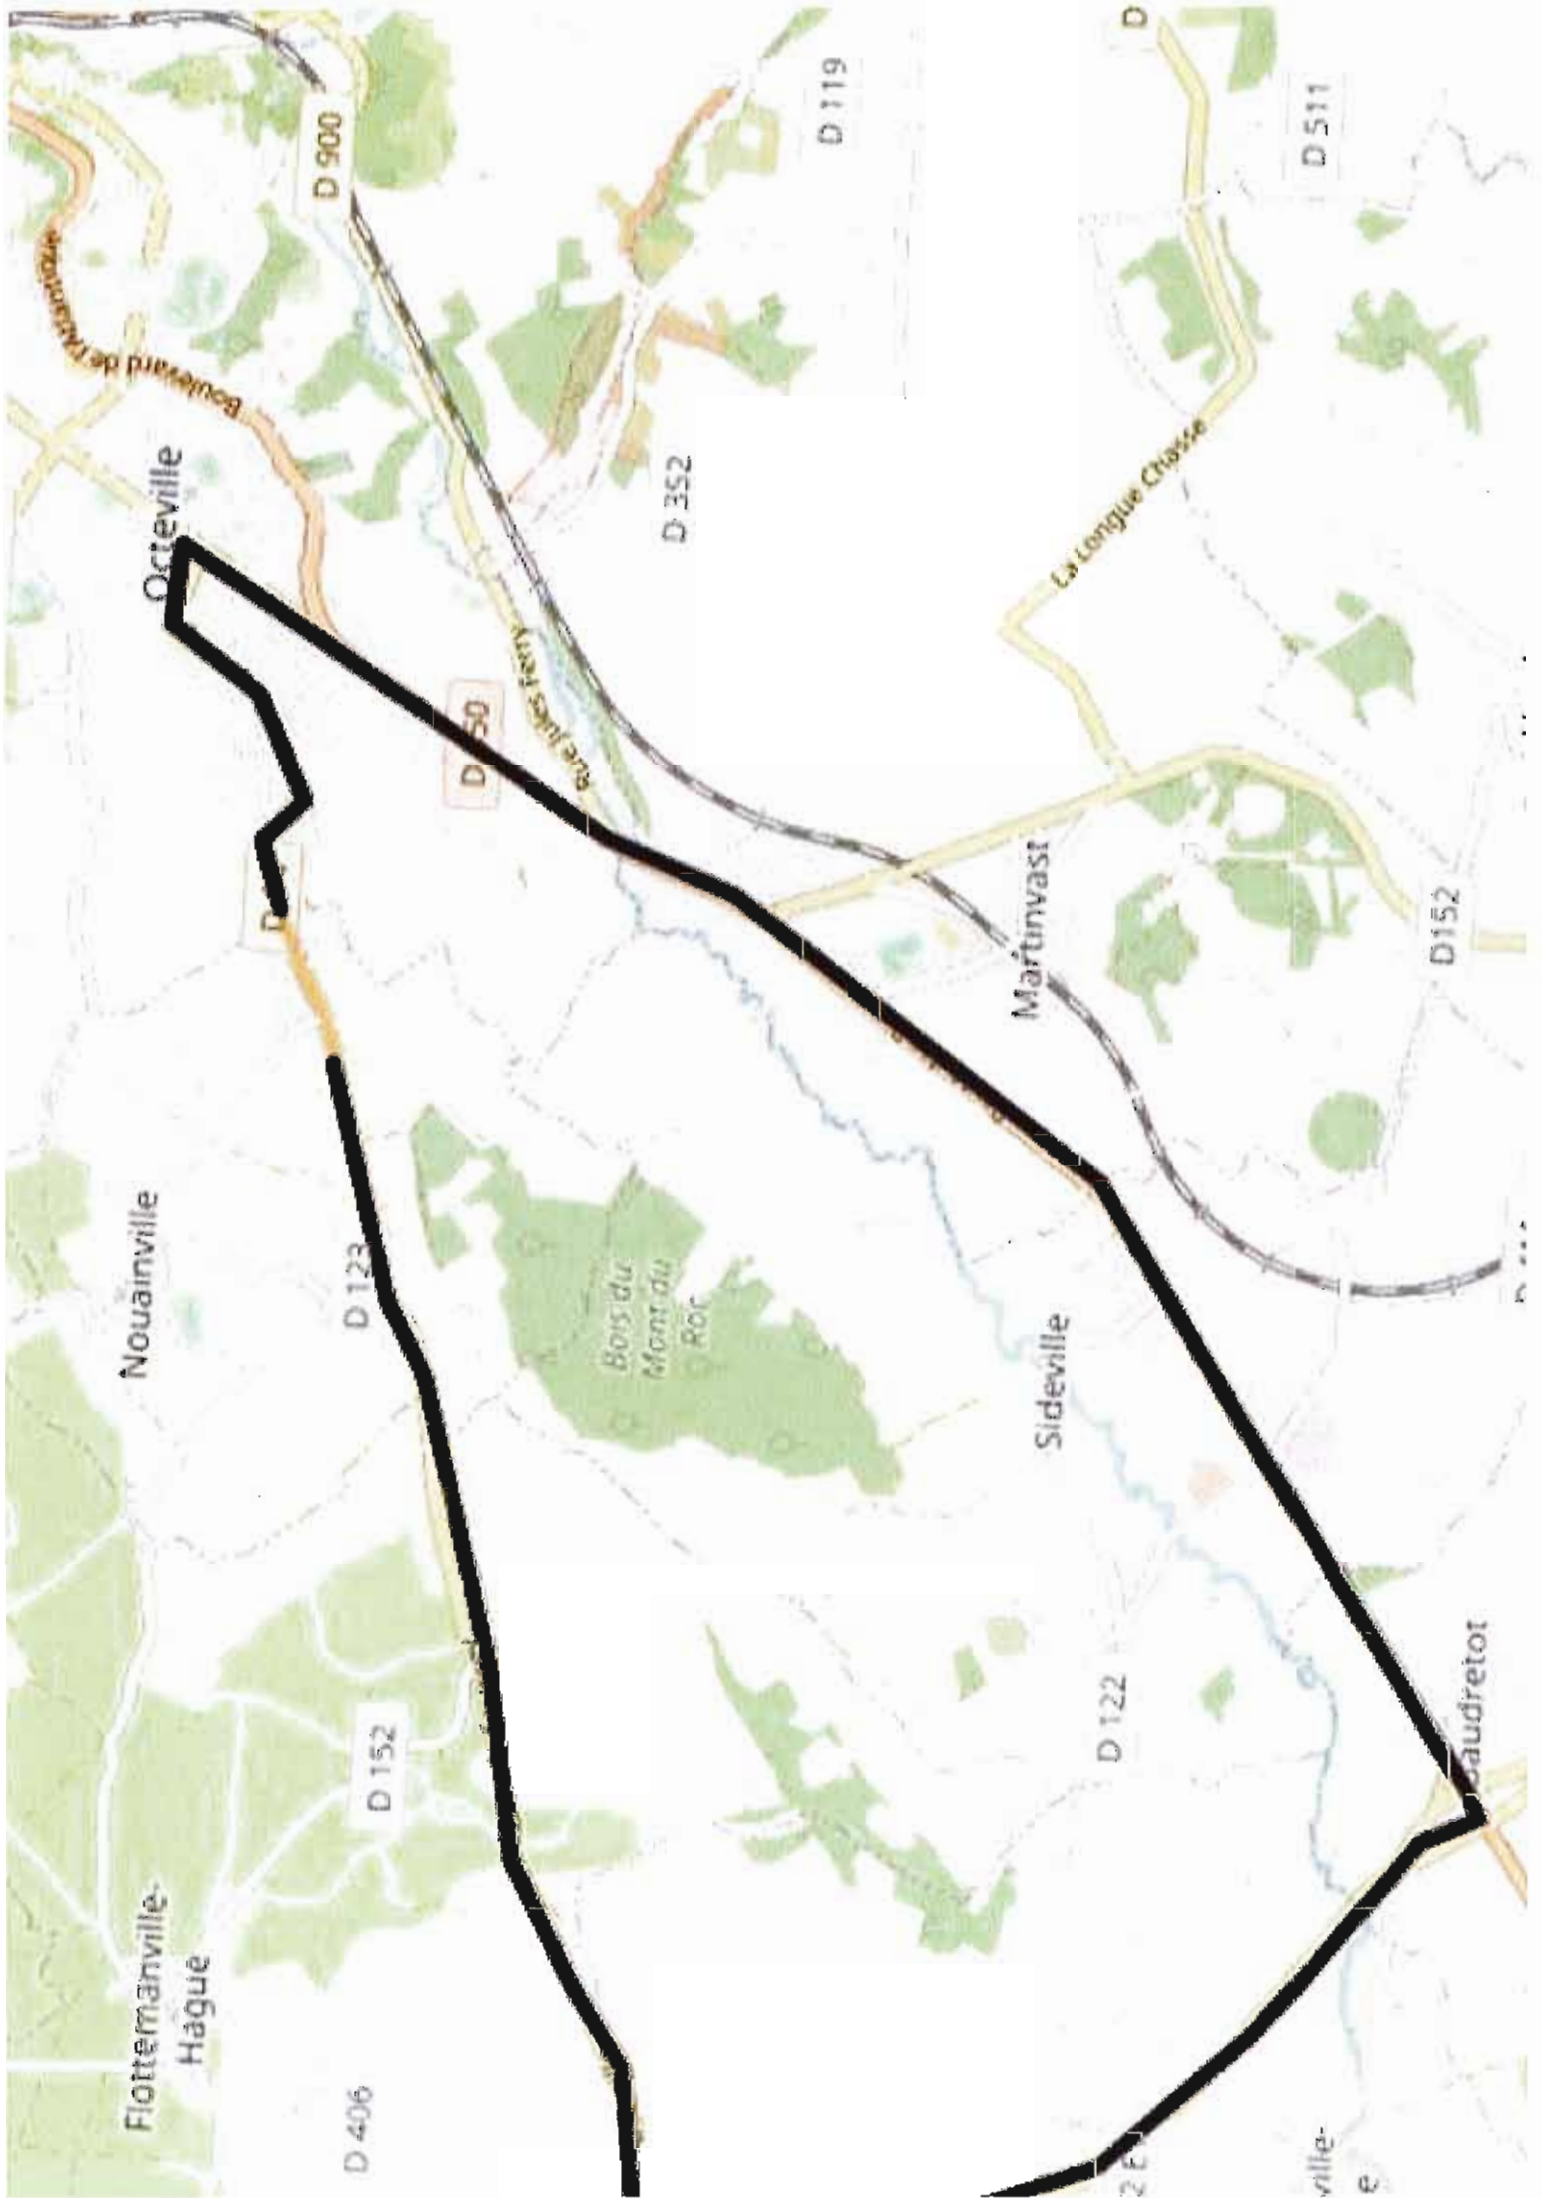 Octeville
Boulevard de l'Atlantique
D 900
D 119
D 511
D
D 352
La Longue Chasse
Rue Jules Ferry
Martinvast
D152
Nouainville
D 123
Bois du
Mont du
Roc
Sideville
D 152
D 122
Flottemanville-
Hague
D 406